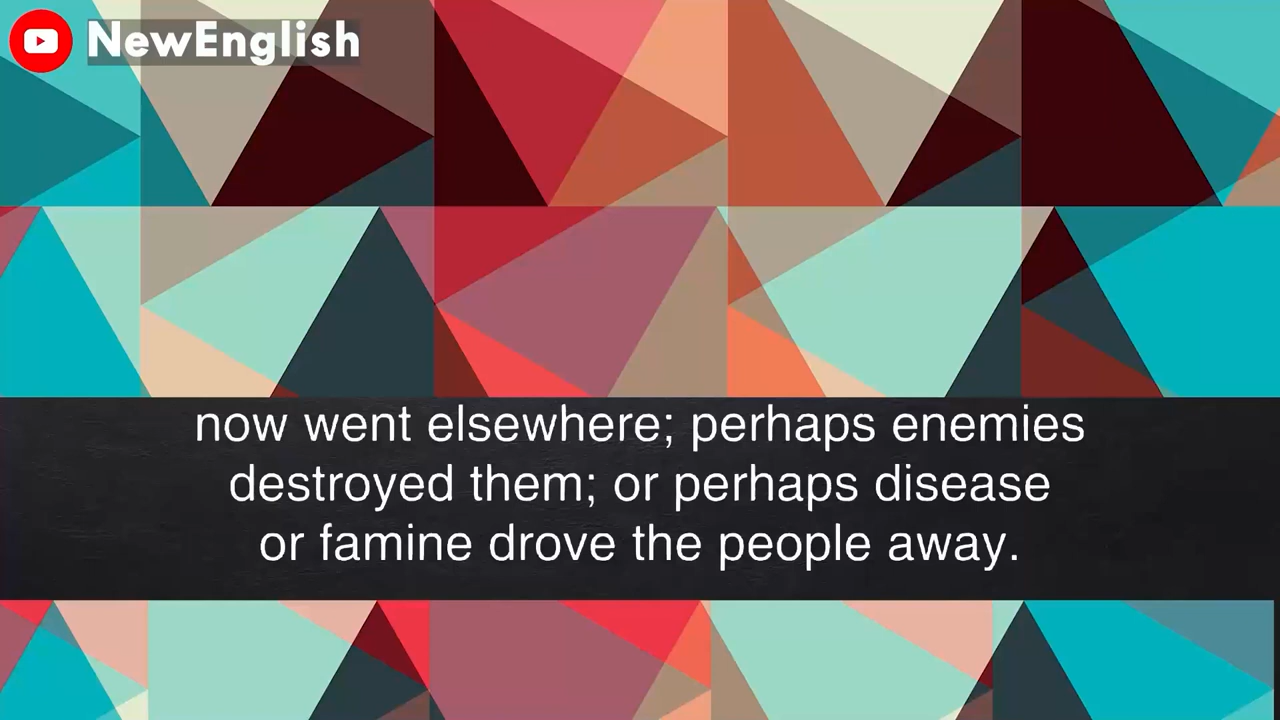 NewEnglish
now went elsewhere; perhaps enemies
destroyed them; or perhaps disease
or famine drove the people away.